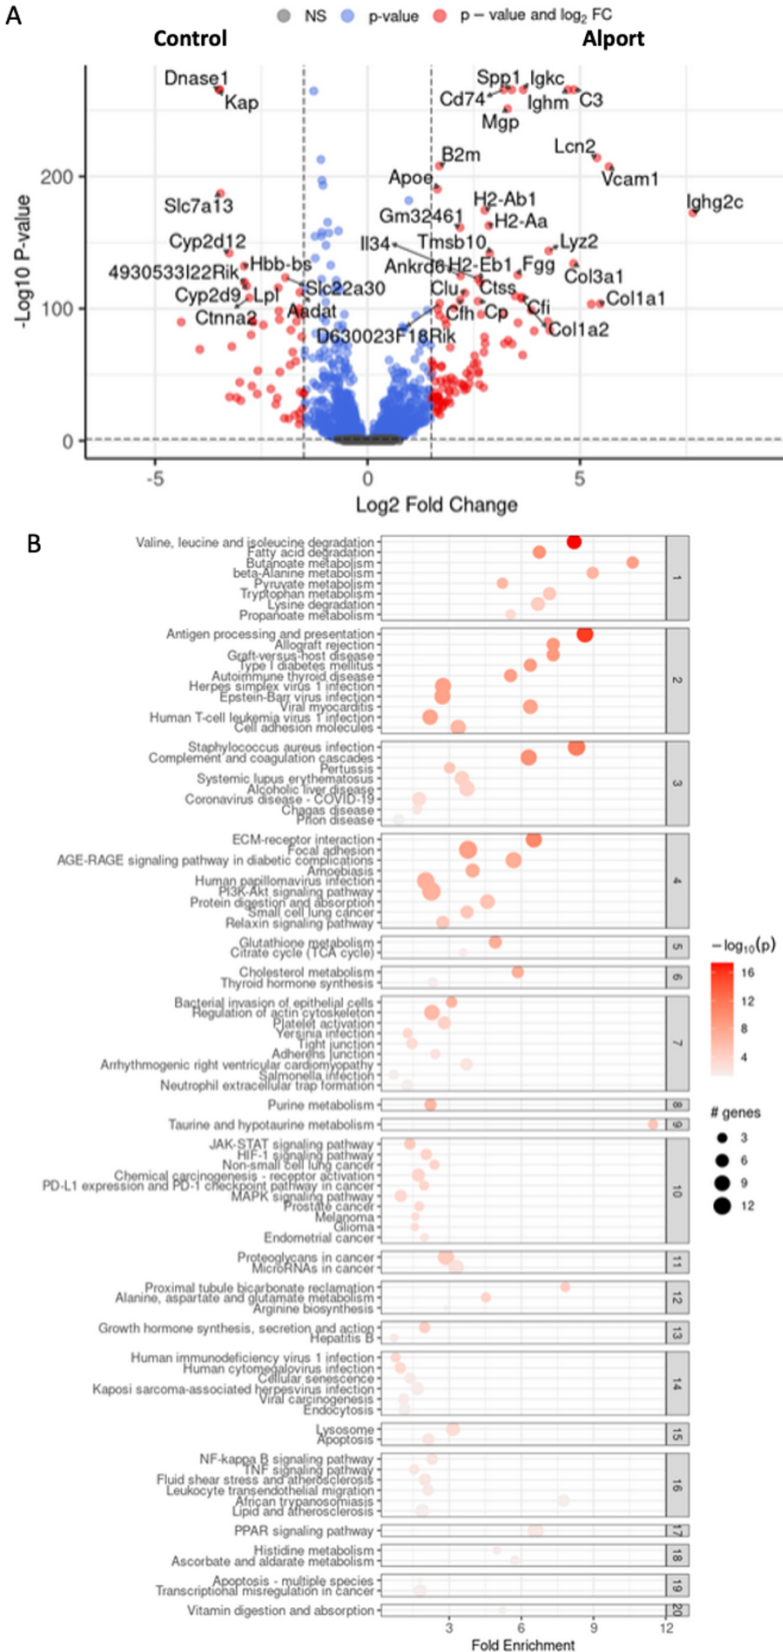 A
NS p-value p – value and log2 FC
Control Alport
Dnase1
Kap
Spp1 Igkc
Cd74 Ighm C3
Mgp
B2m
Lcn2
Vcam1
Apoe
Slc7a13
H2-Ab1
Ighg2c
Gm32461
H2-Aa
Cyp2d12
Il34 Tmsb10 Lyz2
4930533I22Rik Hbb-bs
Ankrd6 H2-Eb1 Fgg
Col3a1
Slc22a30
Clu Ctss
Cyp2d9 Lpl
Col1a1
Aadat
Cfh Cp Cfi
Ctnna2
D630023F18Rik
Col1a2
200
100
0
-Log10 P-value
-5 0 5
Log2 Fold Change
B
Valine, leucine and isoleucine degradation
Fatty acid degradation
Butanoate metabolism
beta-Alanine metabolism
Pyruvate metabolism
Tryptophan metabolism
Lysine degradation
Propanoate metabolism
1
Antigen processing and presentation
Allograft rejection
Graft-versus-host disease
Type I diabetes mellitus
Autoimmune thyroid disease
Herpes simplex virus 1 infection
Epstein-Barr virus infection
Viral myocarditis
Human T-cell leukemia virus 1 infection
Cell adhesion molecules
2
Staphylococcus aureus infection
Complement and coagulation cascades
Pertussis
Systemic lupus erythematosus
Alcoholic liver disease
Coronavirus disease - COVID-19
Chagas disease
Prion disease
3
ECM-receptor interaction
Focal adhesion
AGE-RAGE signaling pathway in diabetic complications
Amoebiasis
Human papillomavirus infection
PI3K-Akt signaling pathway
Protein digestion and absorption
Small cell lung cancer
Relaxin signaling pathway
4
Glutathione metabolism
Citrate cycle (TCA cycle)
5
Cholesterol metabolism
Thyroid hormone synthesis
6
Bacterial invasion of epithelial cells
Regulation of actin cytoskeleton
Platelet activation
Yersinia infection
Tight junction
Adherens junction
Arrhythmogenic right ventricular cardiomyopathy
Salmonella infection
Neutrophil extracellular trap formation
7
Purine metabolism
8
Taurine and hypotaurine metabolism
9
JAK-STAT signaling pathway
HIF-1 signaling pathway
Non-small cell lung cancer
Chemical carcinogenesis - receptor activation
PD-L1 expression and PD-1 checkpoint pathway in cancer
MAPK signaling pathway
Prostate cancer
Melanoma
Glioma
Endometrial cancer
10
Proteoglycans in cancer
MicroRNAs in cancer
11
Proximal tubule bicarbonate reclamation
Alanine, aspartate and glutamate metabolism
Arginine biosynthesis
12
Growth hormone synthesis, secretion and action
Hepatitis B
13
Human immunodeficiency virus 1 infection
Human cytomegalovirus infection
Cellular senescence
Kaposi sarcoma-associated herpesvirus infection
Viral carcinogenesis
Endocytosis
14
Lysosome
Apoptosis
15
NF-kappa B signaling pathway
TNF signaling pathway
Fluid shear stress and atherosclerosis
Leukocyte transendothelial migration
African trypanosomiasis
Lipid and atherosclerosis
16
PPAR signaling pathway
17
Histidine metabolism
Ascorbate and aldarate metabolism
18
Apoptosis - multiple species
Transcriptional misregulation in cancer
19
Vitamin digestion and absorption
20
3 6 9 12
Fold Enrichment
−log10(p)
16
12
8
4
# genes
3
6
9
12